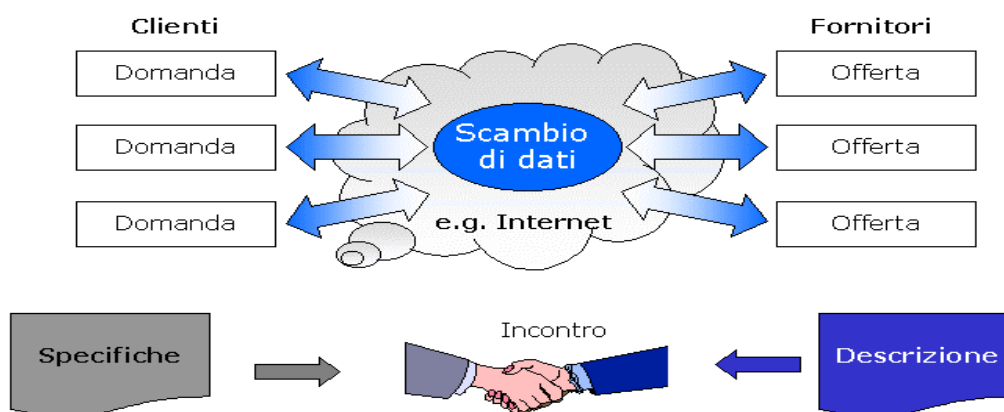 Clienti
Fornitori
Domanda
Offerta
Domanda
Scambio
di dati
Offerta
Domanda
e.g. Internet
Offerta
Specifiche
Incontro
Descrizione